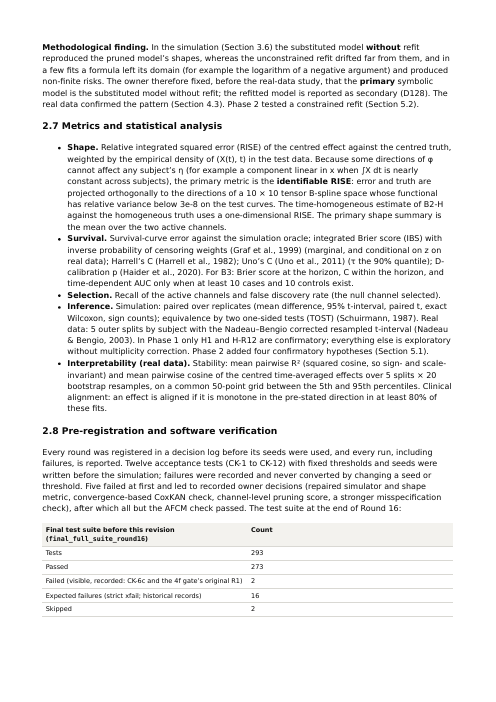 Methodological finding. In the simulation (Section 3.6) the substituted model without refit
reproduced the pruned model's shapes, whereas the unconstrained refit drifted far from them, and in
a few fits a formula left its domain (for example the logarithm of a negative argument) and produced
non-finite risks. The owner therefore fixed, before the real-data study, that the primary symbolic
model is the substituted model without refit; the refitted model is reported as secondary (D128). The
real data confirmed the pattern (Section 4.3). Phase 2 tested a constrained refit (Section 5.2).
2.7 Metrics and statistical analysis
• Shape. Relative integrated squared error (RISE) of the centred effect against the centred truth,
weighted by the empirical density of (X(t), t) in the test data. Because some directions of φ
cannot affect any subject's η (for example a component linear in x when ∫X dt is nearly
constant across subjects), the primary metric is the identifiable RISE: error and truth are
projected orthogonally to the directions of a 10 × 10 tensor B-spline space whose functional
has relative variance below 3e-8 on the test curves. The time-homogeneous estimate of B2-H
against the homogeneous truth uses a one-dimensional RISE. The primary shape summary is
the mean over the two active channels.
• Survival. Survival-curve error against the simulation oracle; integrated Brier score (IBS) with
inverse probability of censoring weights (Graf et al., 1999) (marginal, and conditional on z on
real data); Harrell's C (Harrell et al., 1982); Uno's C (Uno et al., 2011) (τ the 90% quantile); D-
calibration p (Haider et al., 2020). For B3: Brier score at the horizon, C within the horizon, and
time-dependent AUC only when at least 10 cases and 10 controls exist.
• Selection. Recall of the active channels and false discovery rate (the null channel selected).
• Inference. Simulation: paired over replicates (mean difference, 95% t-interval, paired t, exact
Wilcoxon, sign counts); equivalence by two one-sided tests (TOST) (Schuirmann, 1987). Real
data: 5 outer splits by subject with the Nadeau–Bengio corrected resampled t-interval (Nadeau
& Bengio, 2003). In Phase 1 only H1 and H-R12 are confirmatory; everything else is exploratory
without multiplicity correction. Phase 2 added four confirmatory hypotheses (Section 5.1).
• Interpretability (real data). Stability: mean pairwise R² (squared cosine, so sign- and scale-
invariant) and mean pairwise cosine of the centred time-averaged effects over 5 splits × 20
bootstrap resamples, on a common 50-point grid between the 5th and 95th percentiles. Clinical
alignment: an effect is aligned if it is monotone in the pre-stated direction in at least 80% of
these fits.
2.8 Pre-registration and software verification
Every round was registered in a decision log before its seeds were used, and every run, including
failures, is reported. Twelve acceptance tests (CK-1 to CK-12) with fixed thresholds and seeds were
written before the simulation; failures were recorded and never converted by changing a seed or
threshold. Five failed at first and led to recorded owner decisions (repaired simulator and shape
metric, convergence-based CoxKAN check, channel-level pruning score, a stronger misspecification
check), after which all but the AFCM check passed. The test suite at the end of Round 16:
Final test suite before this revision Count
(final_full_suite_round16)
Tests 293
Passed 273
Failed (visible, recorded: CK-6c and the 4f gate's original R1) 2
Expected failures (strict xfail; historical records) 16
Skipped 2